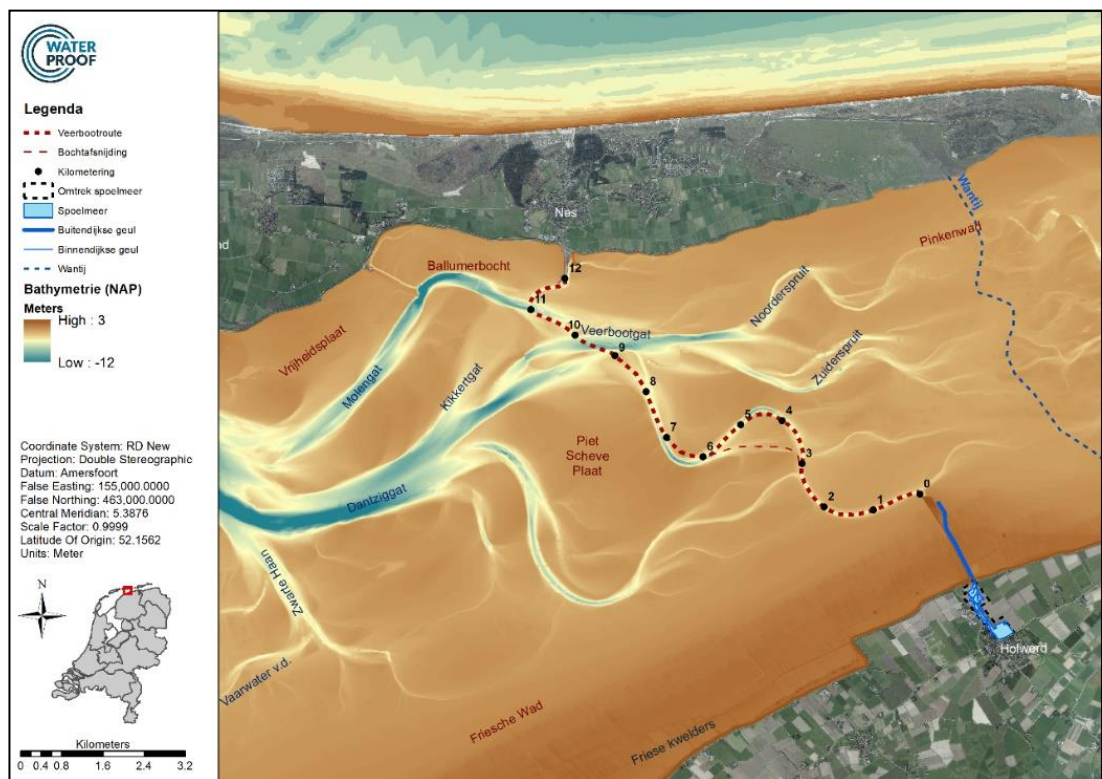 WATER
PROOF
Legenda
Veerbootroute
Bochtafsnijding
Kilometering
Omtrek spoelmeer
Spoelmeer
Buitendijkse geul
Binnendijkse geul
Wantij
Bathymetrie (NAP)
Meters
High : 3
Low : -12
Coordinate System: RD New
Projection: Double Stereographic
Datum: Amersfoort
False Easting: 155,000.0000
False Northing: 463,000.0000
Central Meridian: 5.3876
Scale Factor: 0.9999
Latitude Of Origin: 52.1562
Units: Meter
N
Kilometers
0 0.4 0.8 1.6 2.4 3.2
Nes
Wantij
Pinkenwad
Ballumerbocht
12
11
10
Veerbootgat
9
Noorderspruit
Zuiderspruit
Vrijheidsplaat
Molengat
Kikkertgat
8
7
6
5
4
3
2
1
0
Piet
Scheve
Plaat
Dantziggat
Zwarte Haan
Vaarwater v.d.
Friesche Wad
Friese kwelders
Holwerd